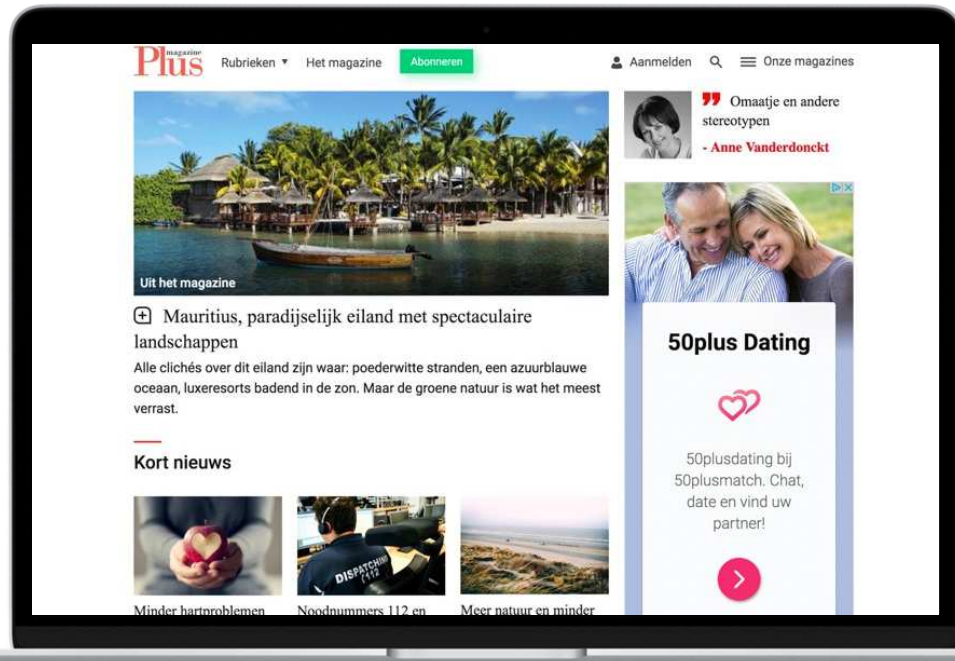 Plus magazine
Rubrieken
Het magazine
Abonneren
Aanmelden
Onze magazines
Uit het magazine
Mauritius, paradijselijk eiland met spectaculaire
landschappen
Alle clichés over dit eiland zijn waar: poederwitte stranden, een azuurblauwe
oceaan, luxeresorts badend in de zon. Maar de groene natuur is wat het meest
verrast.
Kort nieuws
DISPATCHING
112
Minder hartproblemen
Noodnummers 112 en
Meer natuur en minder
Omaatje en andere
stereotypen
- Anne Vanderdonckt
50plus Dating
50plusdating bij
50plusmatch. Chat,
date en vind uw
partner!